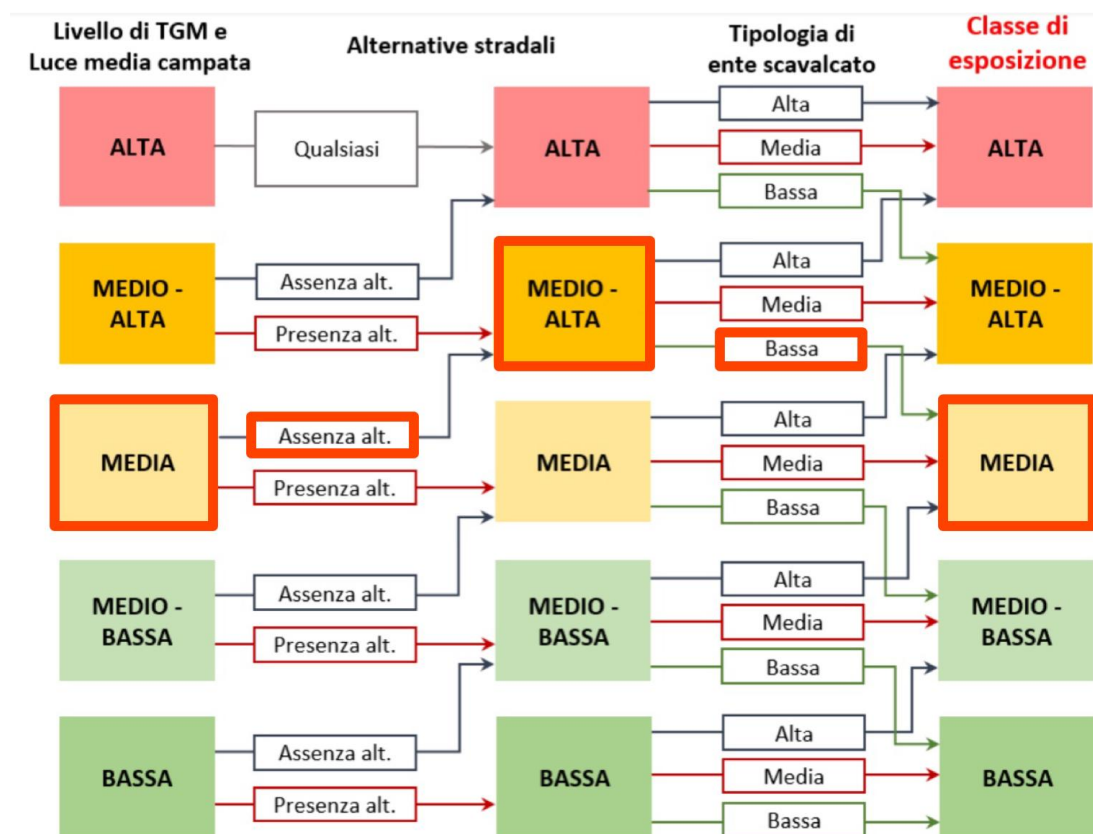 Livello di TGM e
Luce media campata
Alternative stradali
Tipologia di
ente scavalcato
Classe di
esposizione
ALTA
Qualsiasi
ALTA
Alta
Media
Bassa
ALTA
MEDIO -
ALTA
Assenza alt.
Presenza alt.
MEDIO -
ALTA
Alta
Media
Bassa
MEDIO -
ALTA
MEDIA
Assenza alt.
Presenza alt.
MEDIA
Alta
Media
Bassa
MEDIA
MEDIO -
BASSA
Assenza alt.
Presenza alt.
MEDIO -
BASSA
Alta
Media
Bassa
MEDIO -
BASSA
BASSA
Assenza alt.
Presenza alt.
BASSA
Alta
Media
Bassa
BASSA